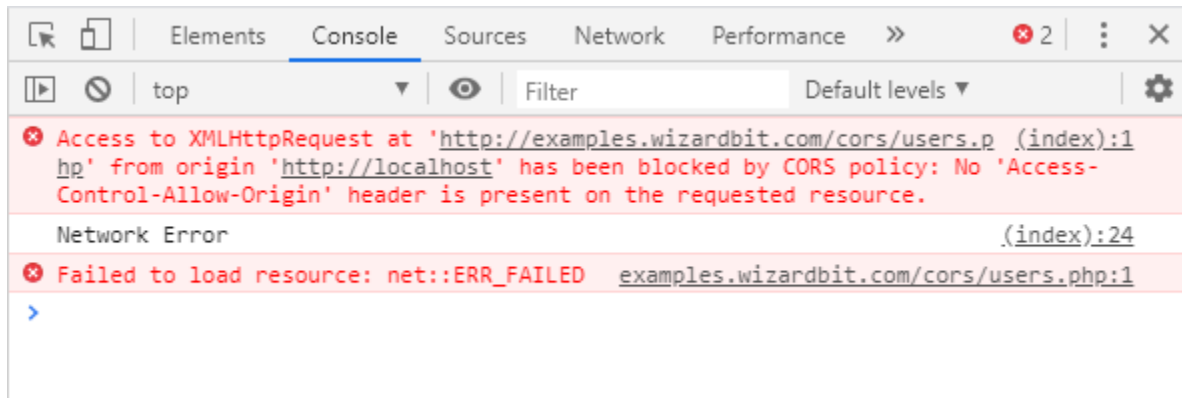 Elements Console Sources Network Performance » 2
top Filter Default levels
Access to XMLHttpRequest at 'http://examples.wizardbit.com/cors/users.p (index):1
hp' from origin 'http://localhost' has been blocked by CORS policy: No 'Access-
Control-Allow-Origin' header is present on the requested resource.
Network Error (index):24
Failed to load resource: net::ERR_FAILED examples.wizardbit.com/cors/users.php:1